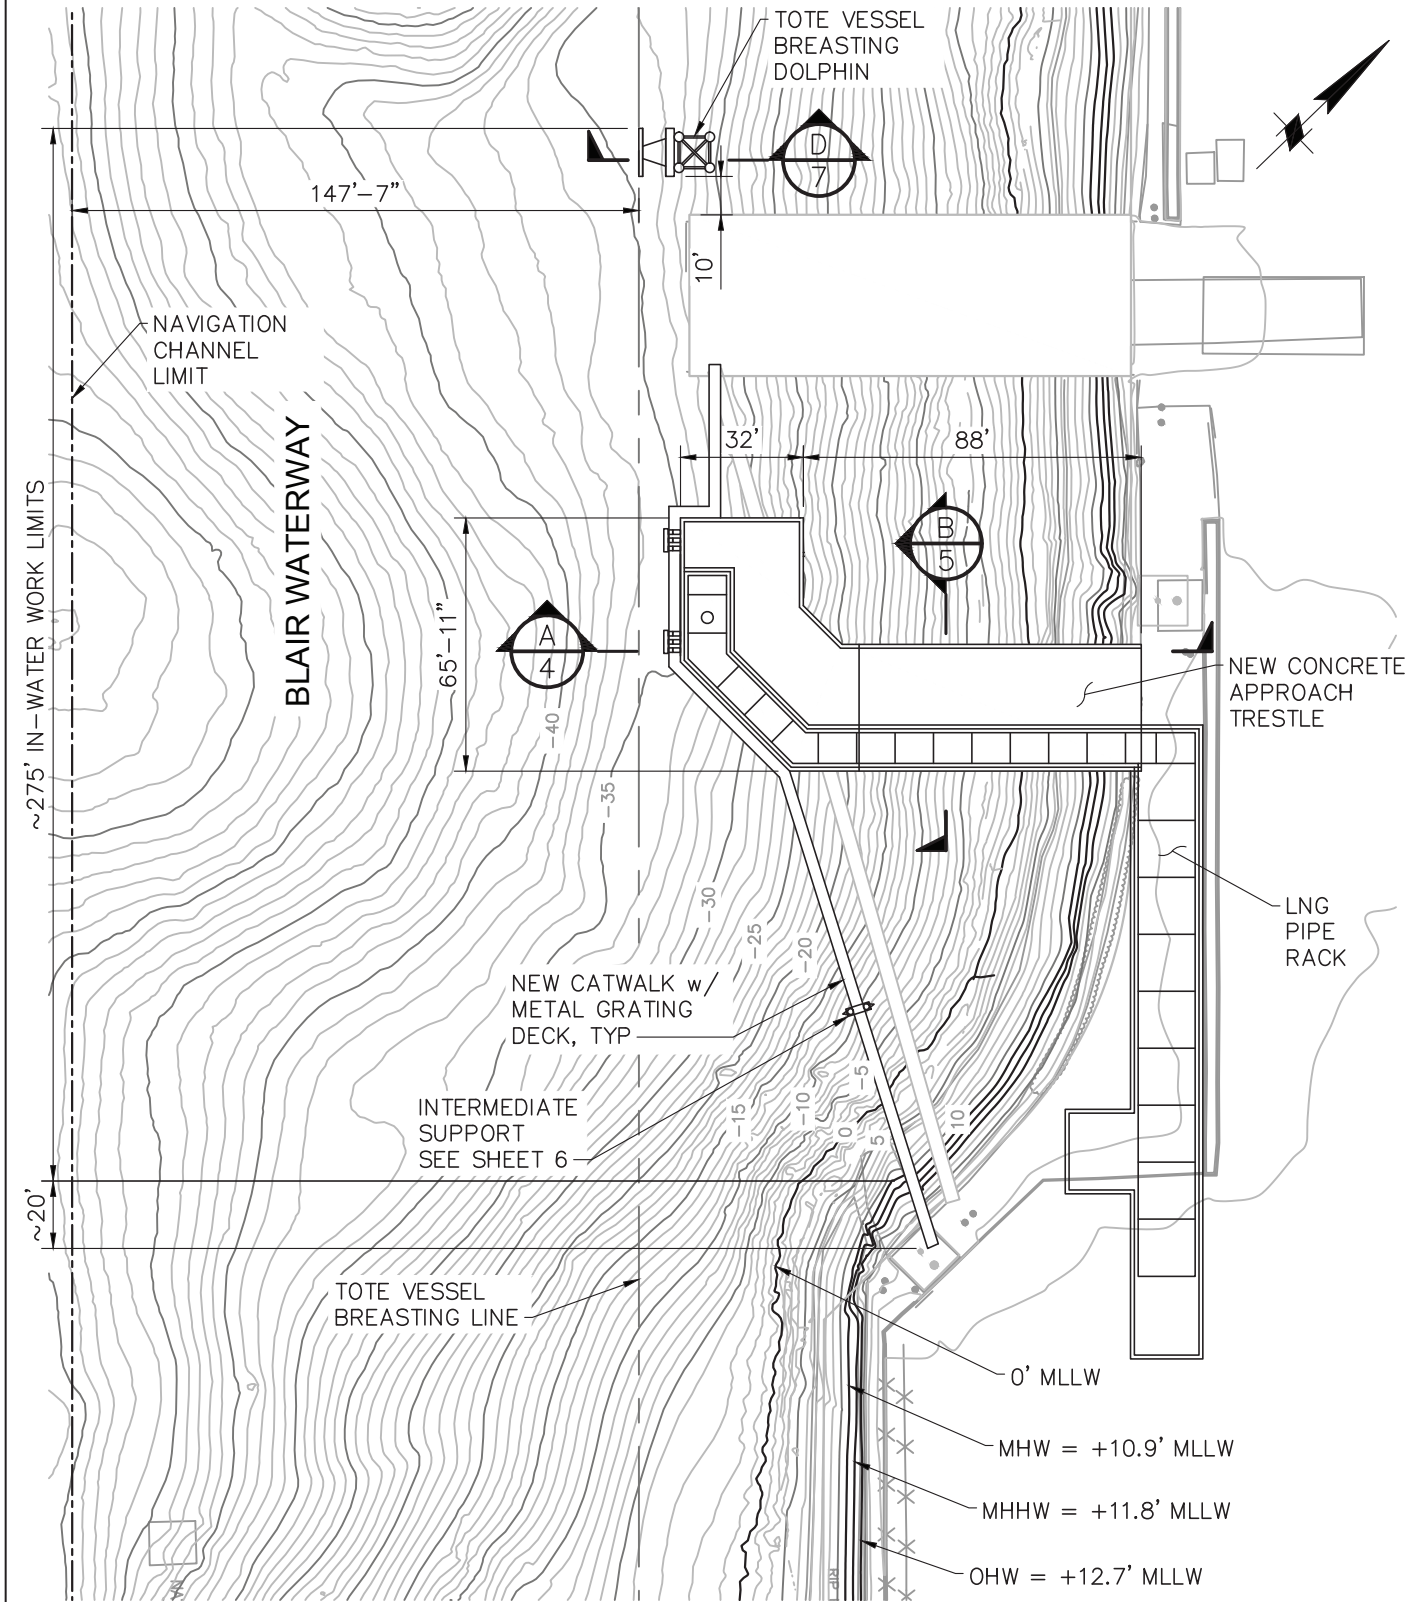 TOTE VESSEL
BREASTING
DOLPHIN
D
7
147'-7"
10'
NAVIGATION
CHANNEL
LIMIT
BLAIR WATERWAY
~275' IN-WATER WORK LIMITS
32'
88'
B
5
65'-11"
A
4
NEW CONCRETE
APPROACH
TRESTLE
-40
-35
-30
-25
-20
LNG
PIPE
RACK
NEW CATWALK w/
METAL GRATING
DECK, TYP
INTERMEDIATE
SUPPORT
SEE SHEET 6
-15
-10
-5
0
5
10
~20'
TOTE VESSEL
BREASTING LINE
0' MLLW
MHW = +10.9' MLLW
MHHW = +11.8' MLLW
OHW = +12.7' MLLW
NA